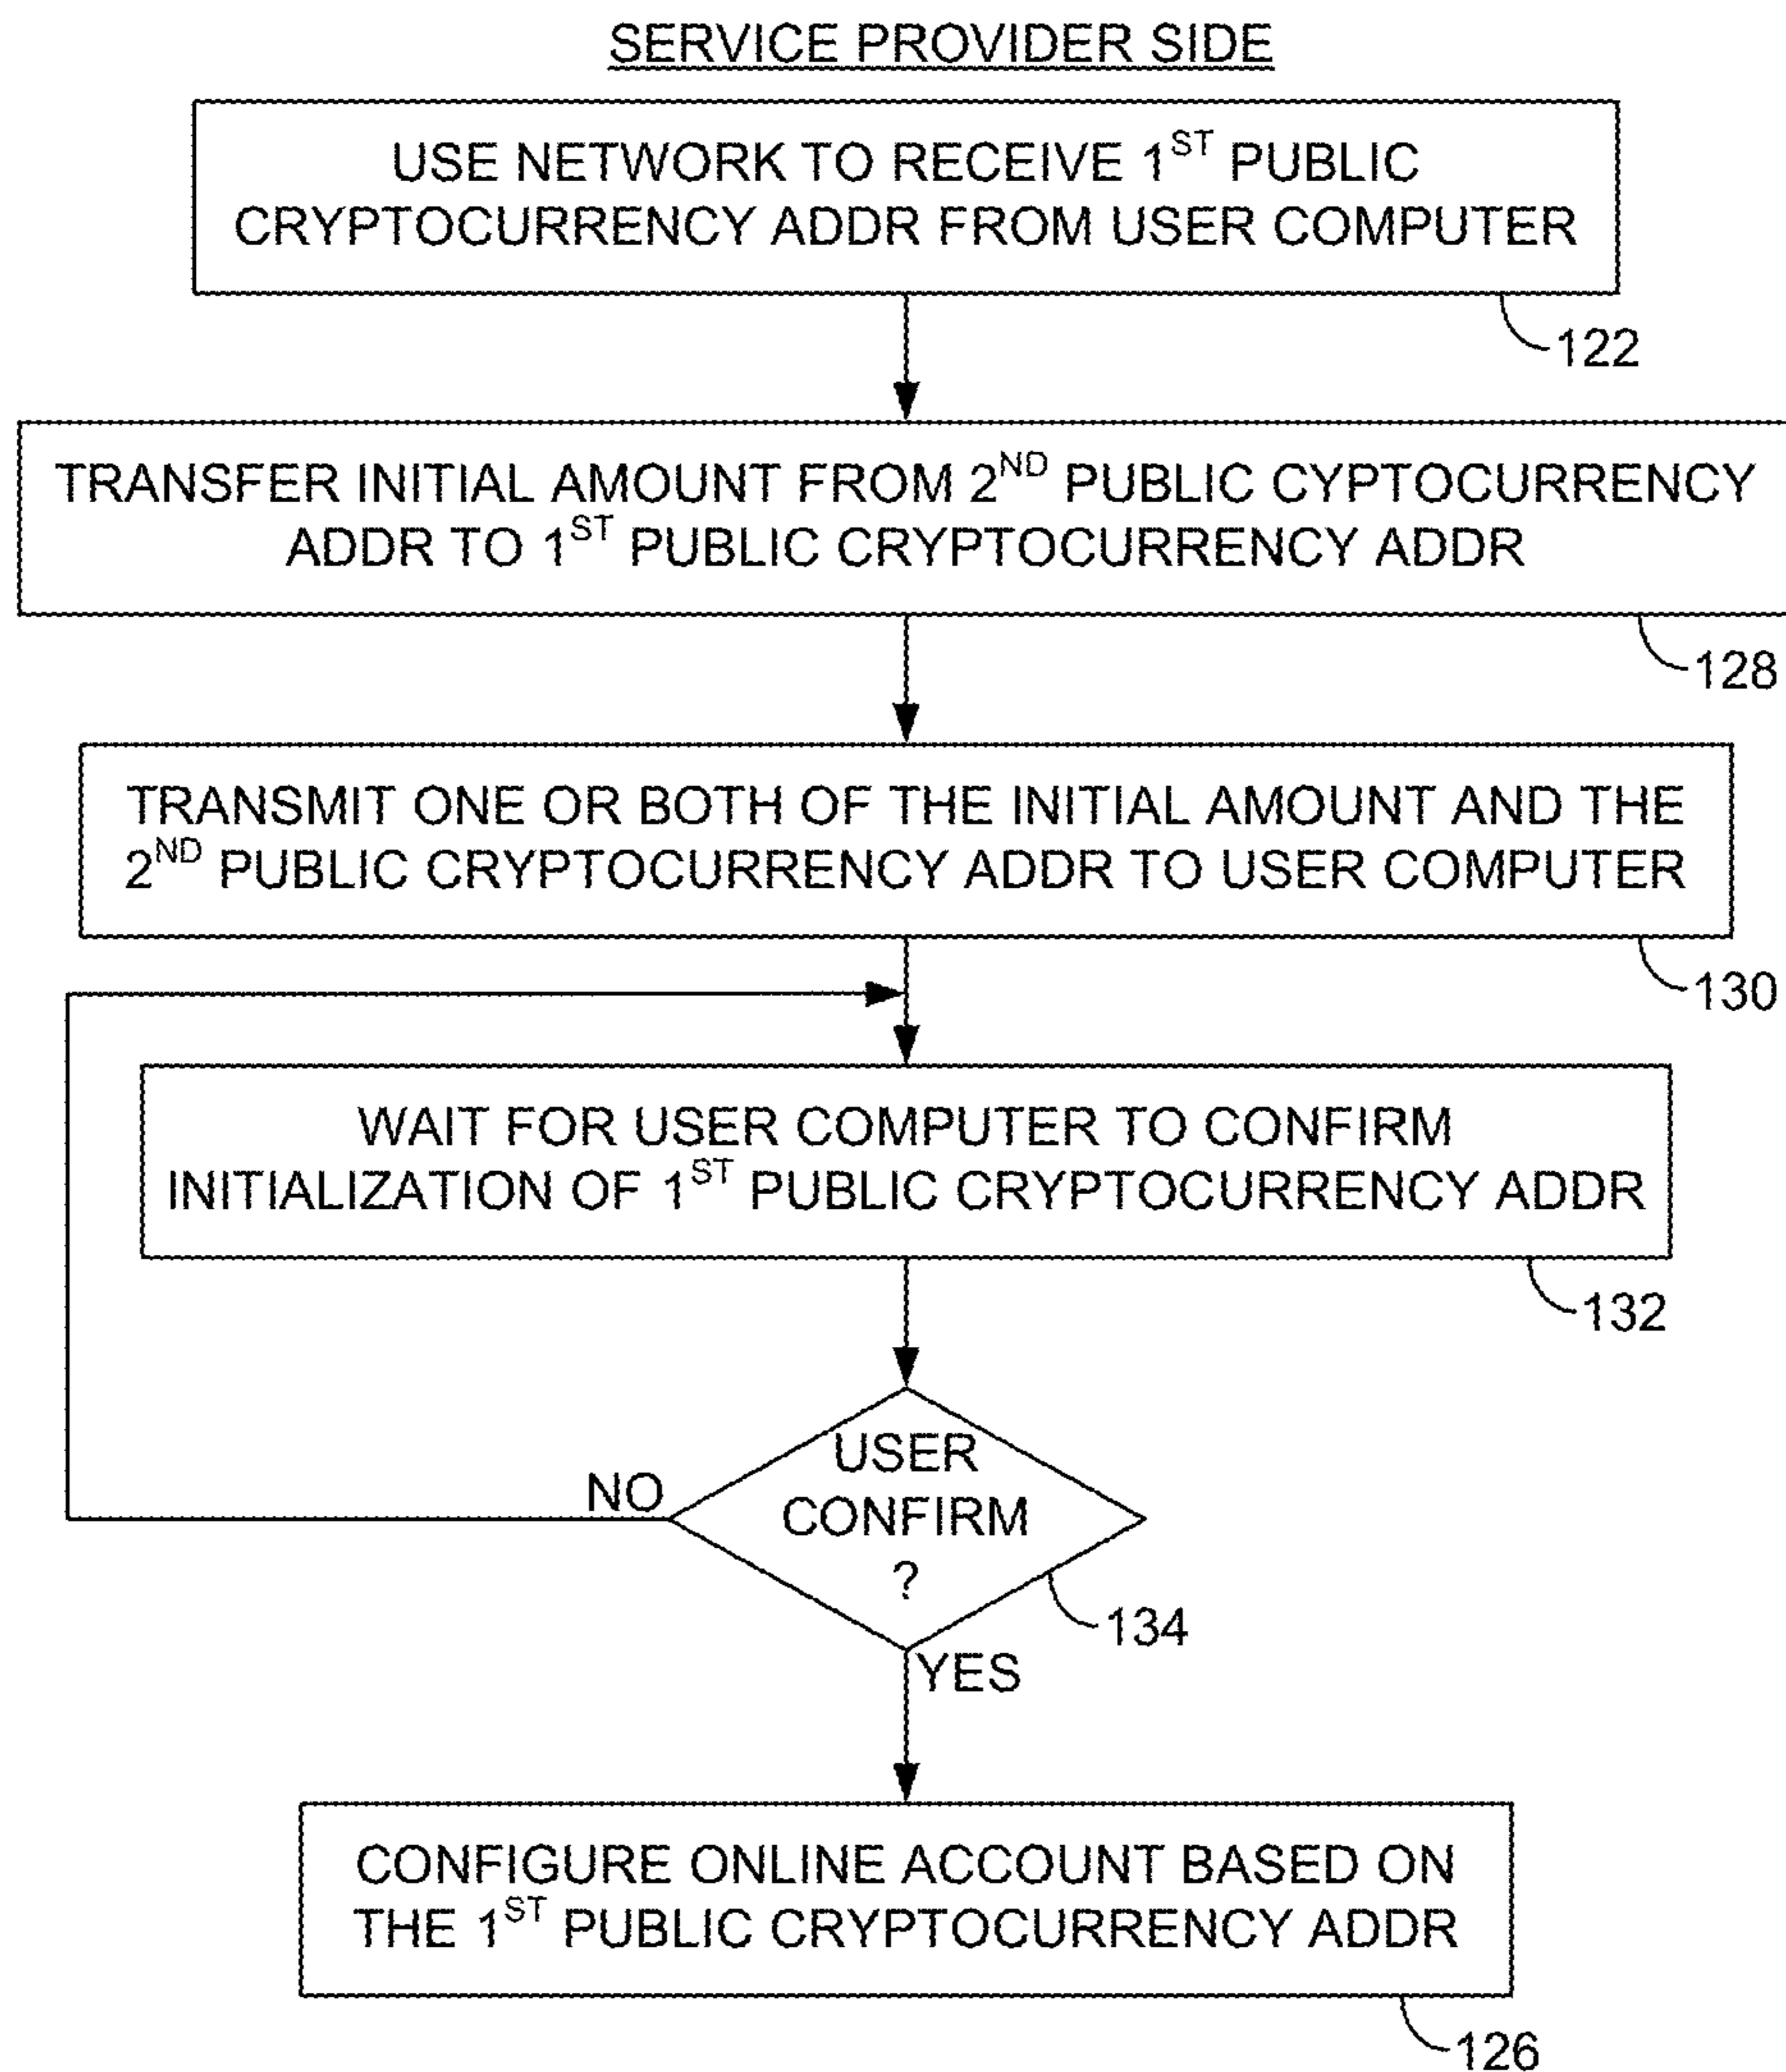 SERVICE PROVIDER SIDE
USE NETWORK TO RECEIVE 1ST PUBLIC
CRYPTOCURRENCY ADDR FROM USER COMPUTER
122
TRANSFER INITIAL AMOUNT FROM 2ND PUBLIC CYPTOCURRENCY
ADDR TO 1ST PUBLIC CRYPTOCURRENCY ADDR
128
TRANSMIT ONE OR BOTH OF THE INITIAL AMOUNT AND THE
2ND PUBLIC CRYPTOCURRENCY ADDR TO USER COMPUTER
130
WAIT FOR USER COMPUTER TO CONFIRM
INITIALIZATION OF 1ST PUBLIC CRYPTOCURRENCY ADDR
132
USER
CONFIRM
?
NO
134
YES
CONFIGURE ONLINE ACCOUNT BASED ON
THE 1ST PUBLIC CRYPTOCURRENCY ADDR
126